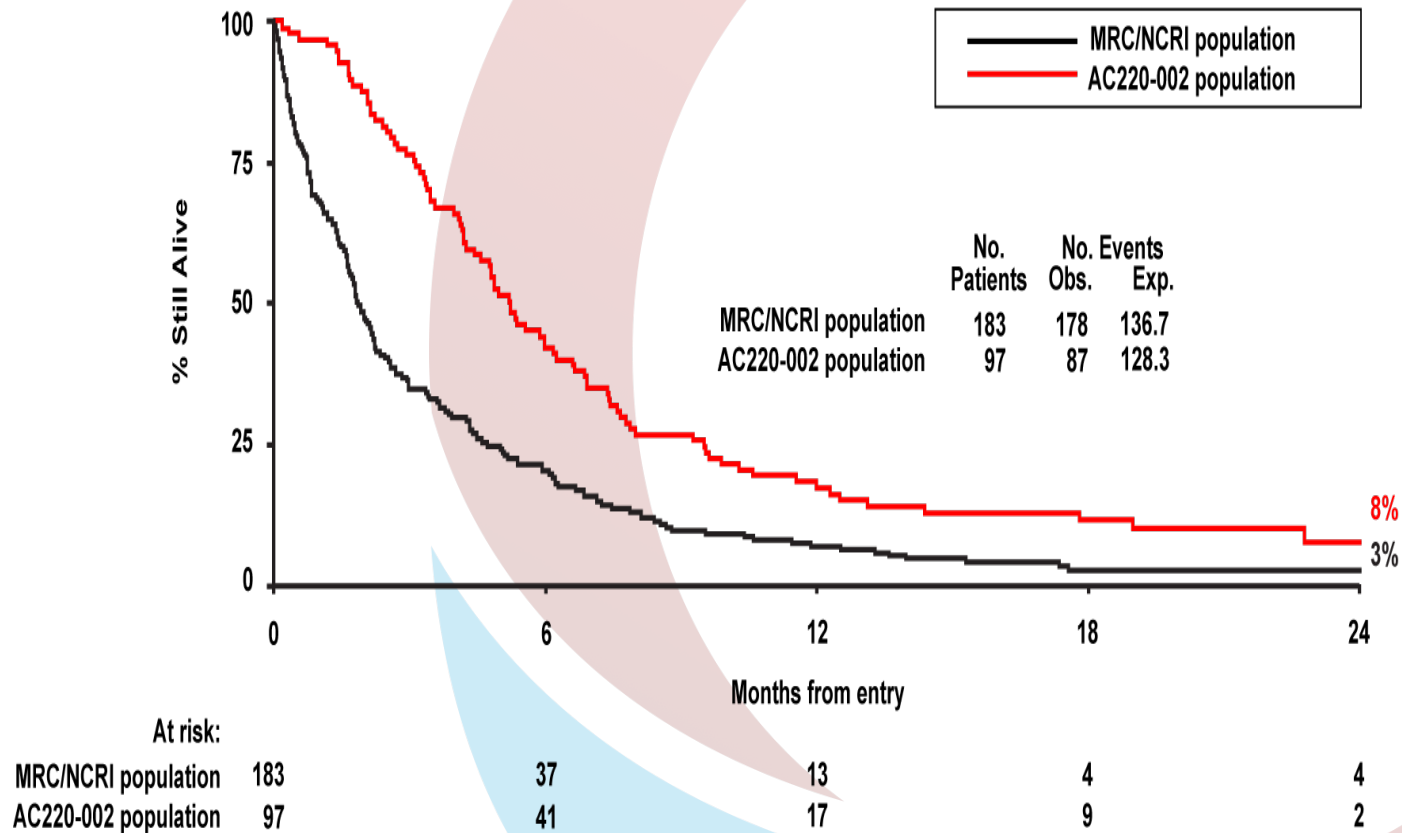 100
75
50
25
0
% Still Alive
MRC/NCRI population
AC220-002 population
No. No. Events
Patients Obs. Exp.
MRC/NCRI population 183 178 136.7
AC220-002 population 97 87 128.3
8%
3%
0 6 12 18 24
Months from entry
At risk:
MRC/NCRI population 183 37 13 4 4
AC220-002 population 97 41 17 9 2